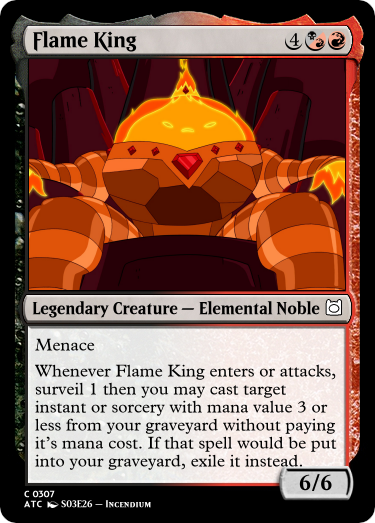 Flame King 4
Legendary Creature — Elemental Noble
Menace
Whenever Flame King enters or attacks,
surveil 1 then you may cast target
instant or sorcery with mana value 3 or
less from your graveyard without paying
it's mana cost. If that spell would be put
into your graveyard, exile it instead.
6/6
C 0307
ATC S03E26 – Incendium